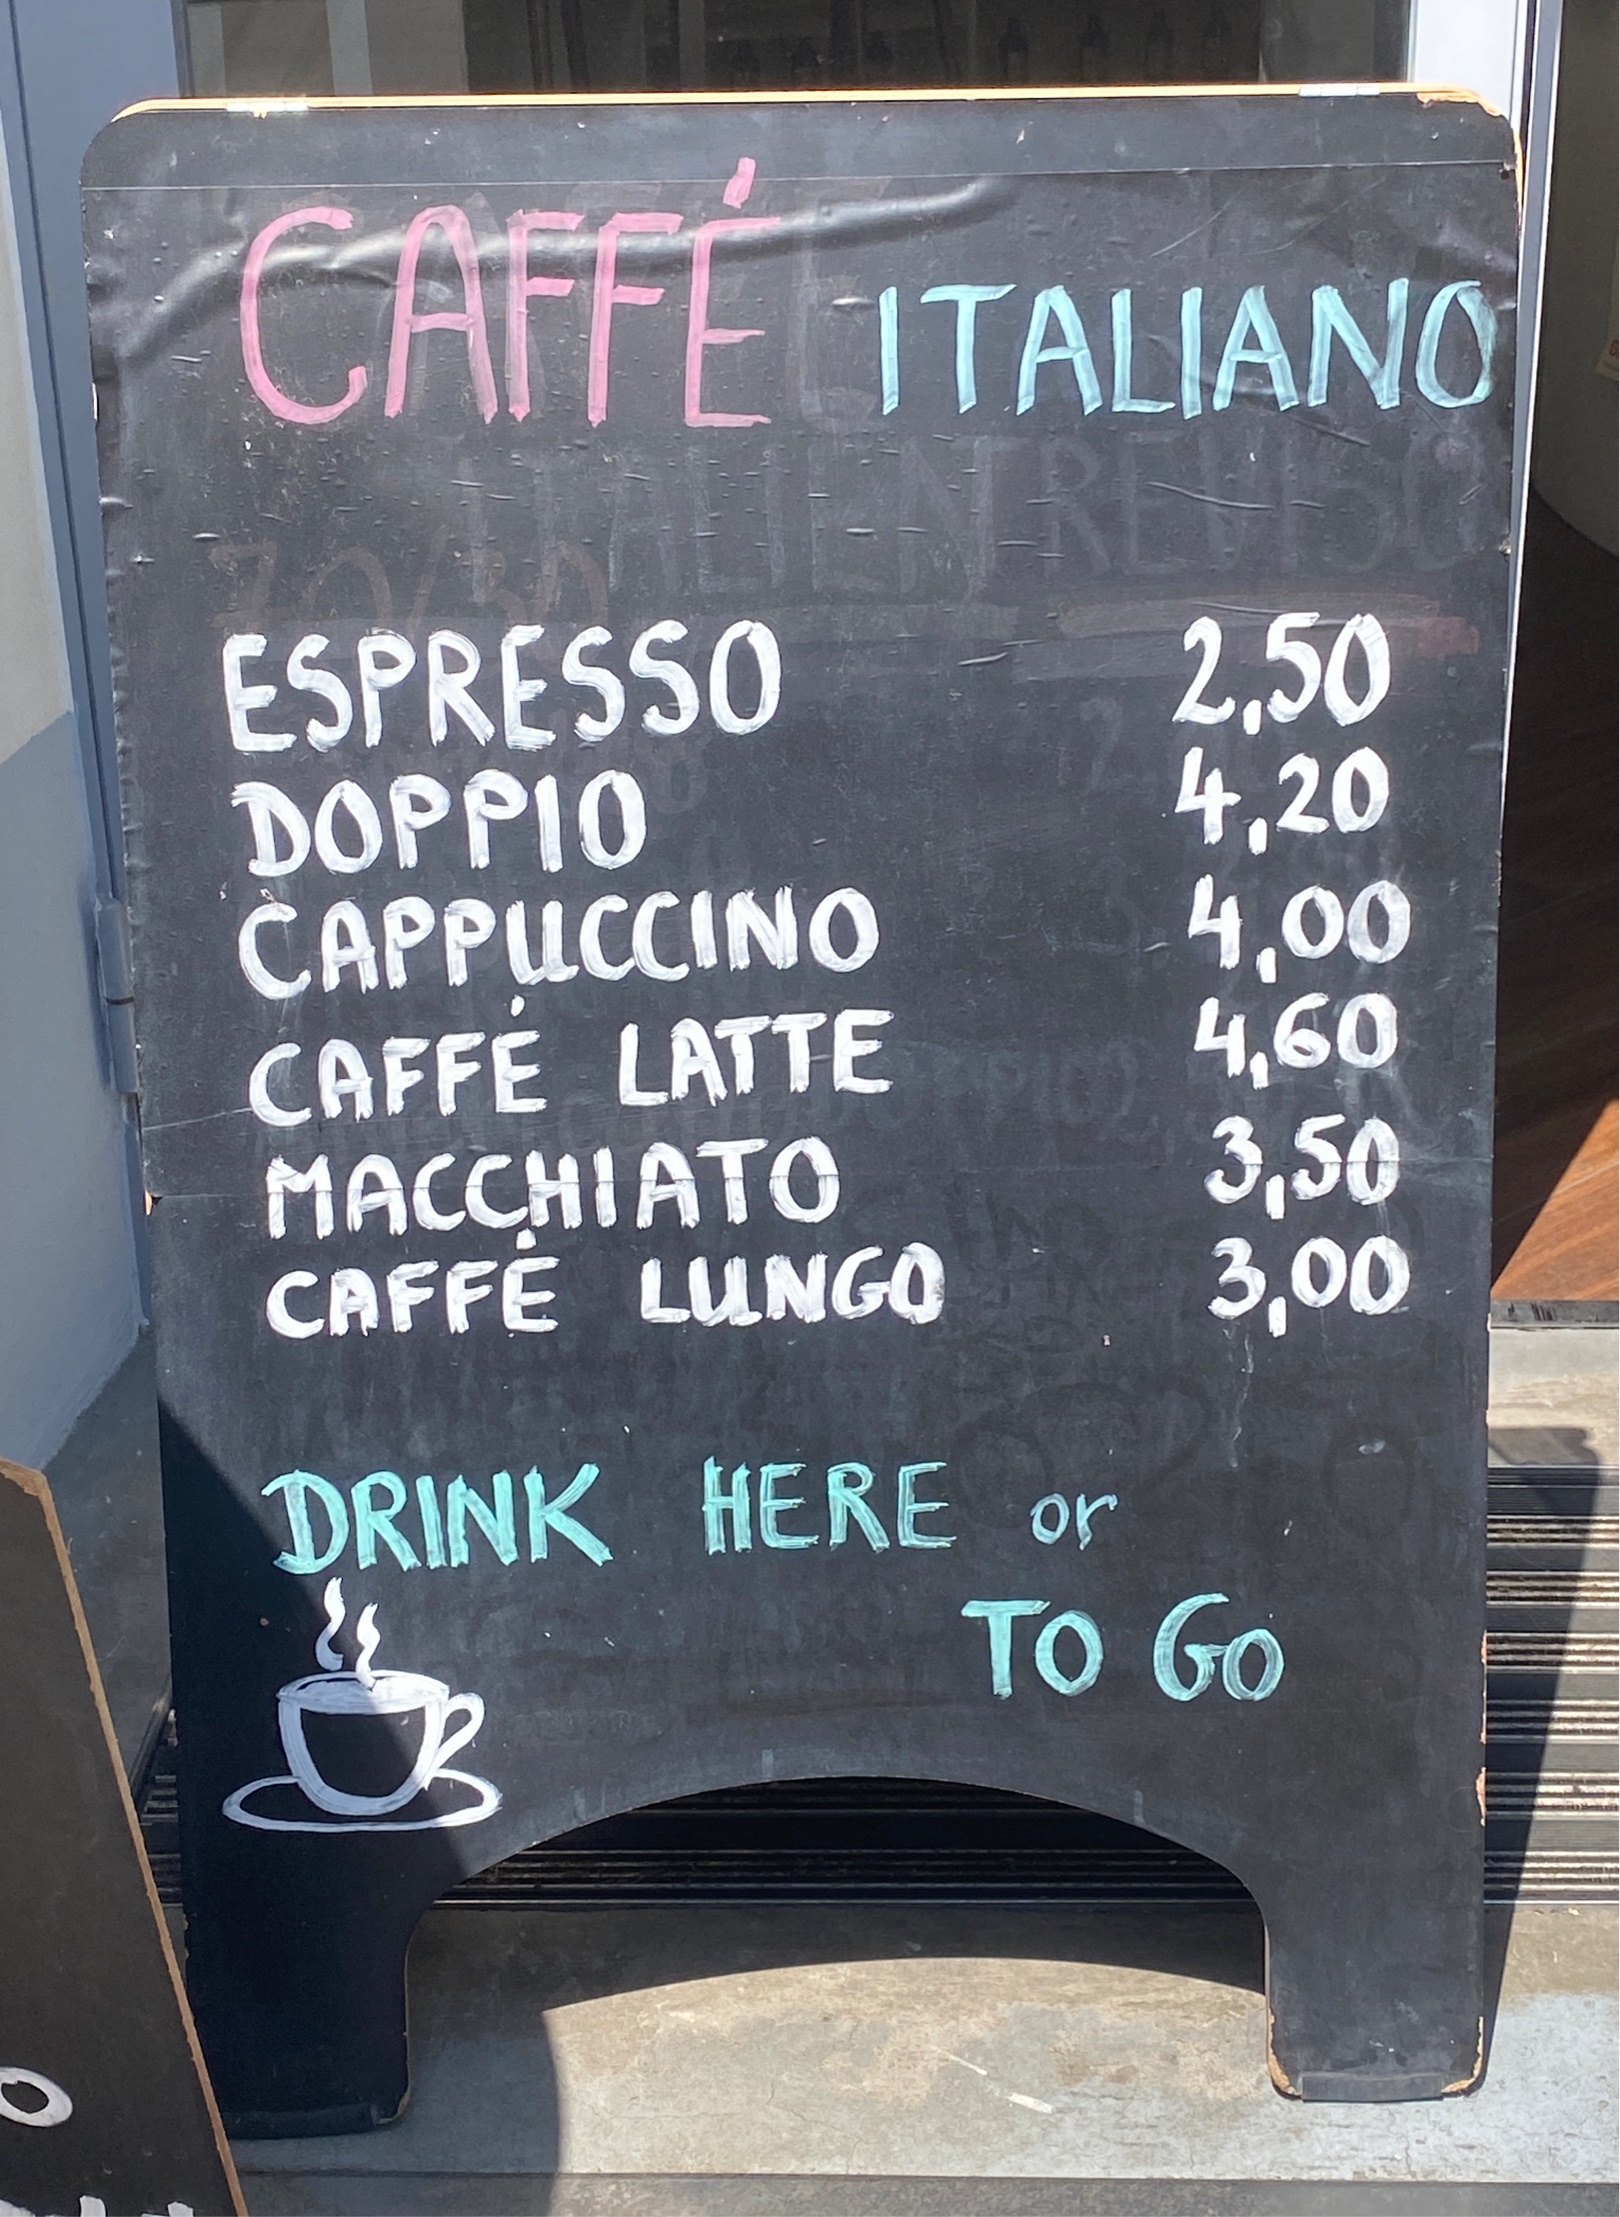 CAFFÉ ITALIANO
ESPRESSO 2,50
DOPPIO 4,20
CAPPUCCINO 4,00
CAFFÉ LATTE 4,60
MACCHIATO 3,50
CAFFÉ LUNGO 3,00
DRINK HERE or
TO GO